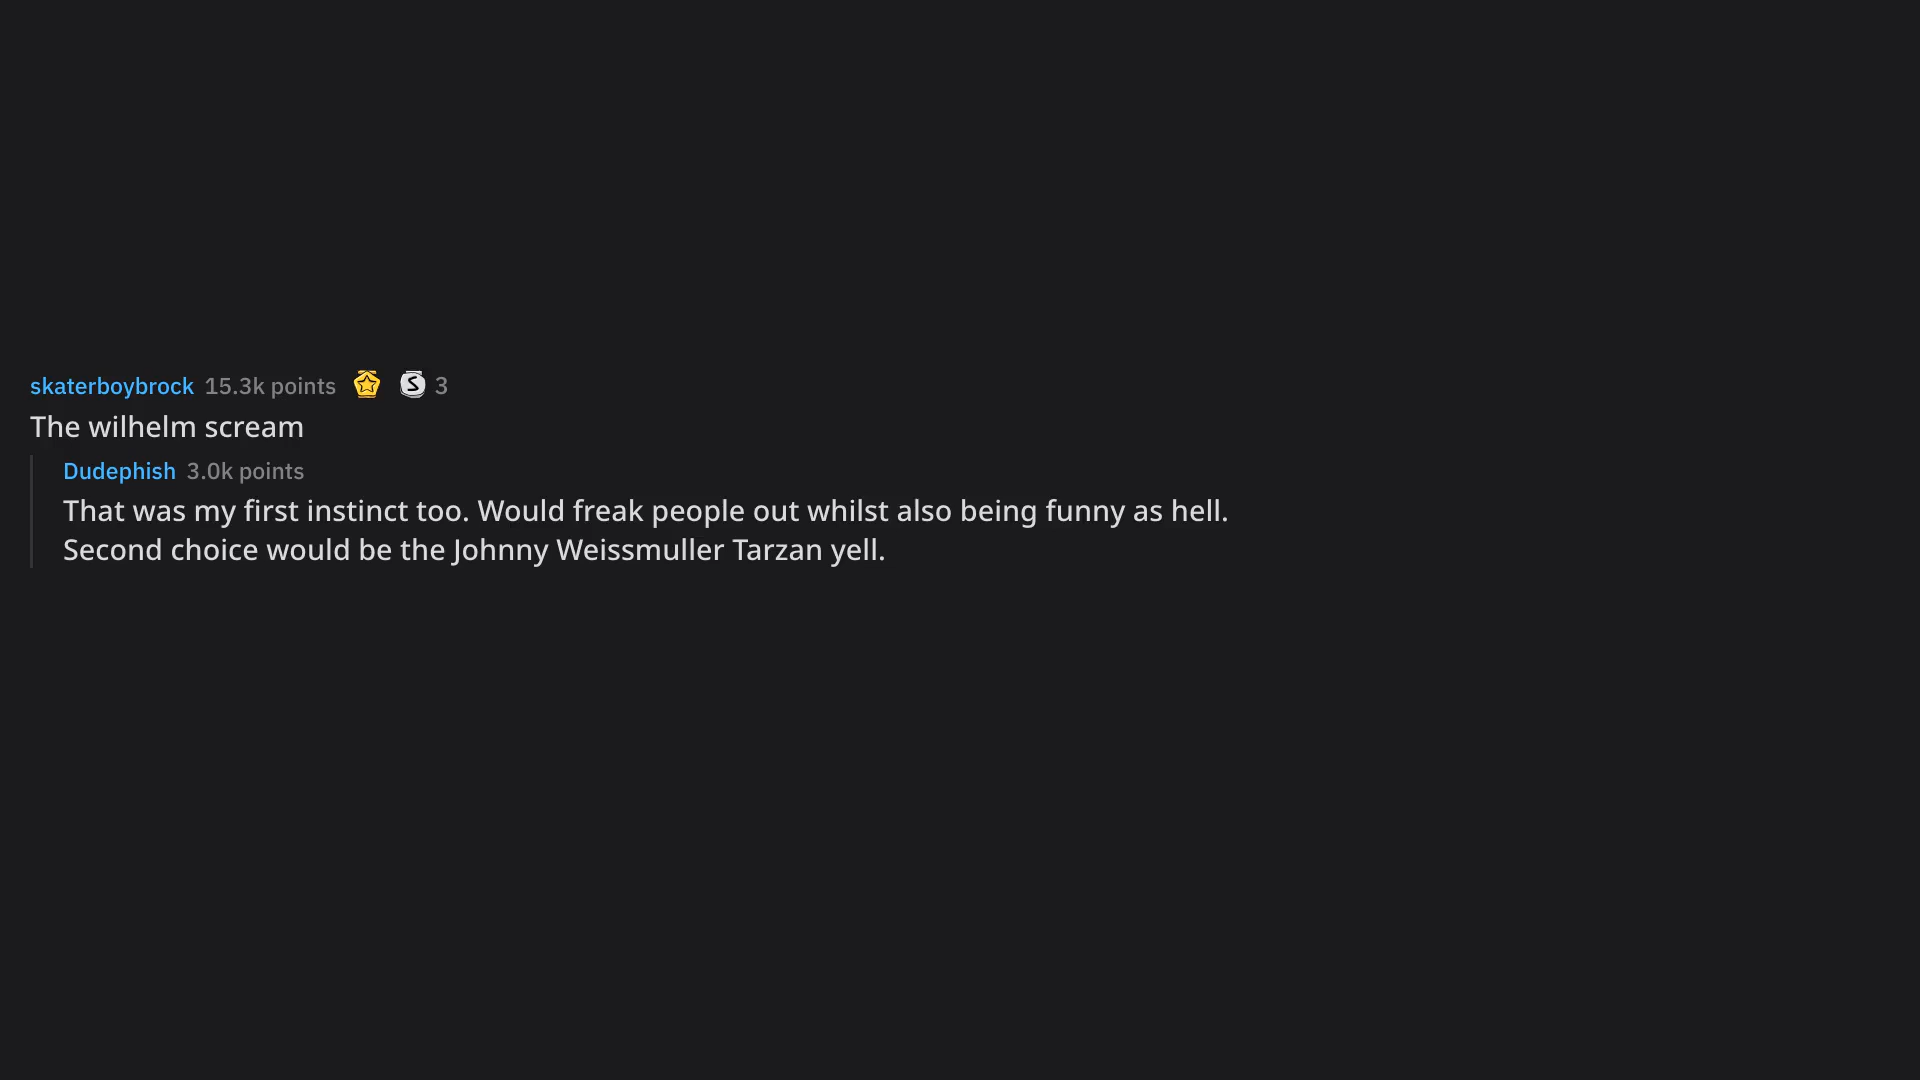 skaterboybrock 15.3k points 3
The wilhelm scream
Dudephish 3.0k points
That was my first instinct too. Would freak people out whilst also being funny as hell.
Second choice would be the Johnny Weissmuller Tarzan yell.